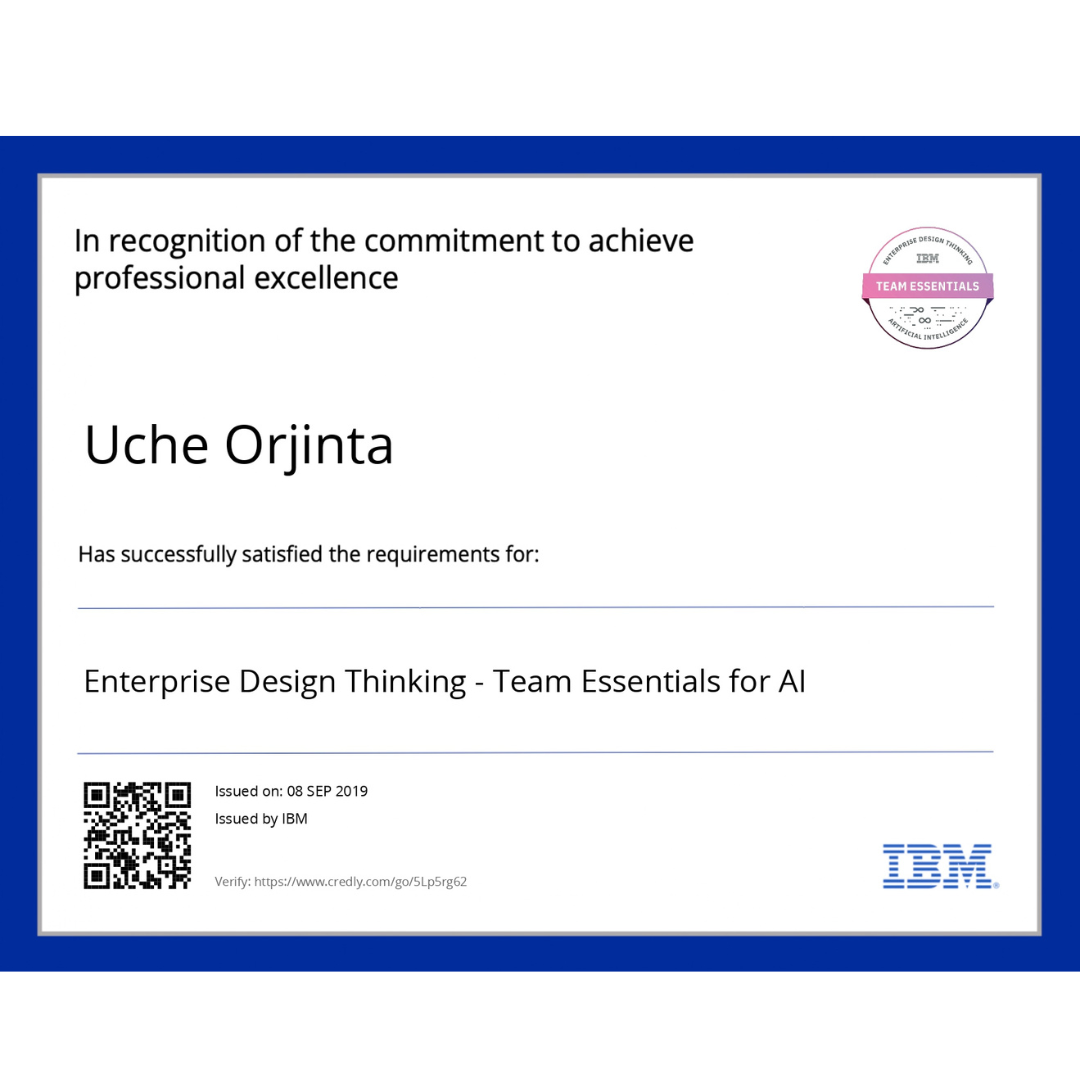 In recognition of the commitment to achieve
professional excellence
ENTERPRISE DESIGN THINKING
IBM
TEAM ESSENTIALS
ARTIFICIAL INTELLIGENCE
Uche Orjinta
Has successfully satisfied the requirements for:
Enterprise Design Thinking - Team Essentials for AI
Issued on: 08 SEP 2019
Issued by IBM
Verify: https://www.credly.com/go/5Lp5rg62
IBM®